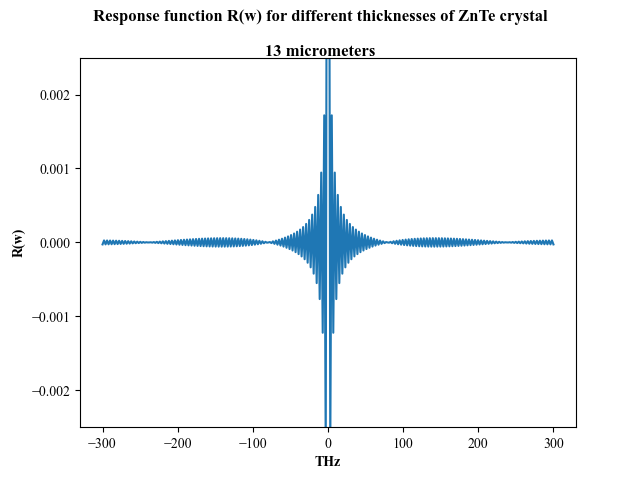 Response function R(w) for different thicknesses of ZnTe crystal
13 micrometers
0.002
0.001
0.000
−0.001
−0.002
R(w)
−300 −200 −100 0 100 200 300
THz